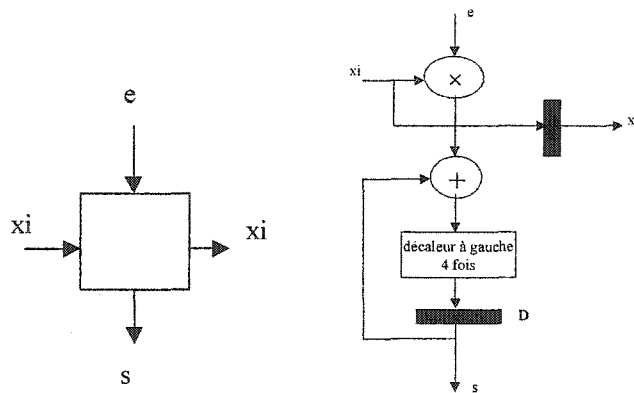 e
xi
xi
s
e
xi
×
x
+
décaleur à gauche
4 fois
D
s